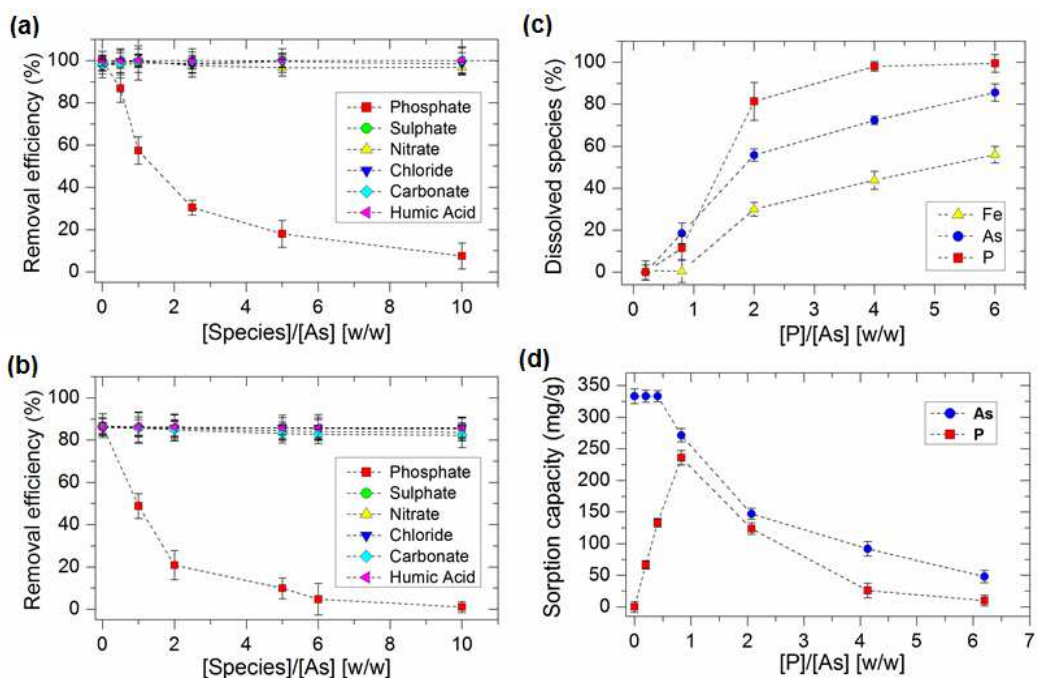 (a)
Removal efficiency (%)
100
80
60
40
20
0
Phosphate
Sulphate
Nitrate
Chloride
Carbonate
Humic Acid
0 2 4 6 8 10
[Species]/[As] [w/w]
(b)
Removal efficiency (%)
100
80
60
40
20
0
Phosphate
Sulphate
Nitrate
Chloride
Carbonate
Humic Acid
0 2 4 6 8 10
[Species]/[As] [w/w]
(c)
Dissolved species (%)
100
80
60
40
20
0
Fe
As
P
0 1 2 3 4 5 6
[P]/[As] [w/w]
(d)
Sorption capacity (mg/g)
350
300
250
200
150
100
50
0
As
P
0 1 2 3 4 5 6 7
[P]/[As] [w/w]